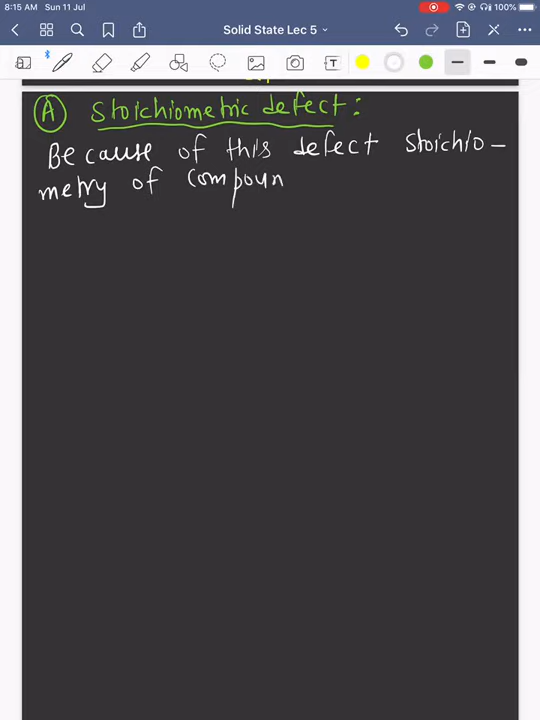 8:15 AM Sun 11 Jul
100%
Solid State Lec 5
A Stoichiometric defect:
Because of this defect Stoichio-
metry of compoun